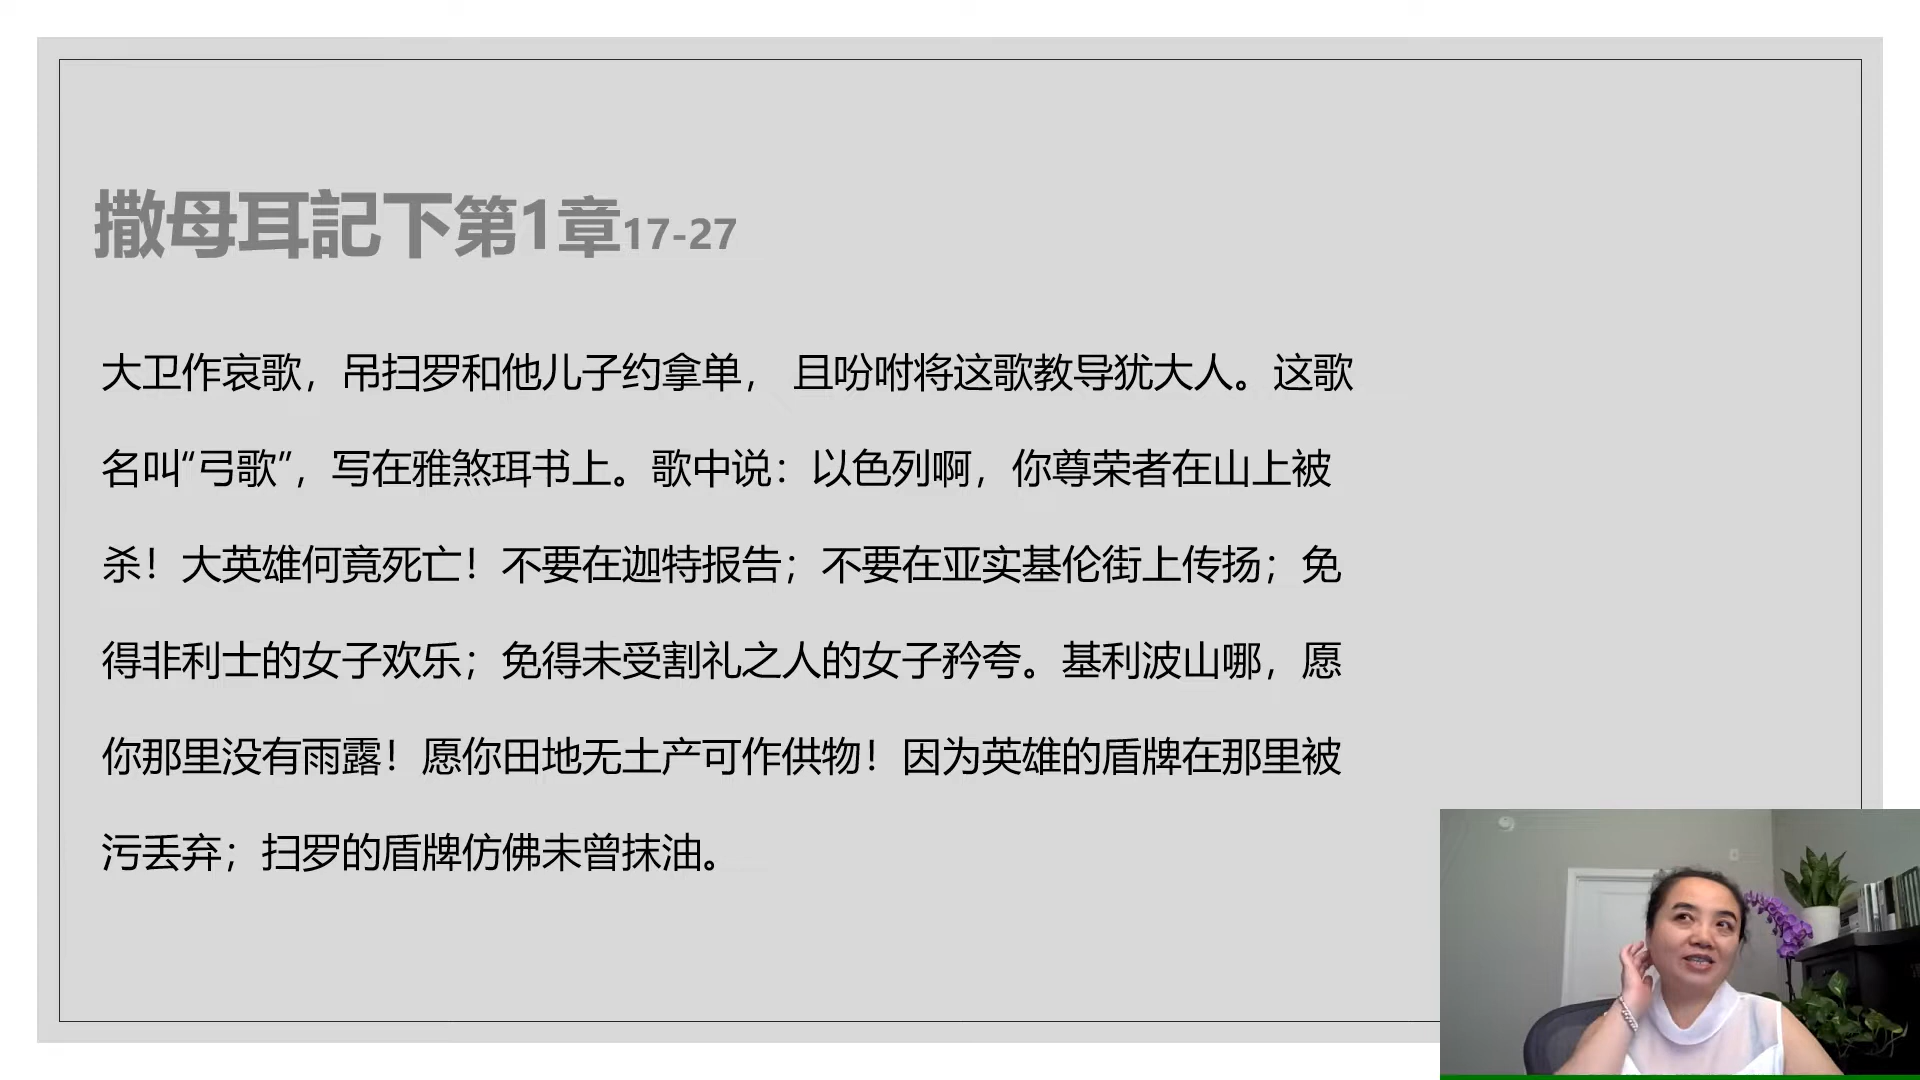 撒母耳記下第1章17-27
大卫作哀歌，吊扫罗和他儿子约拿单， 且吩咐将这歌教导犹大人。这歌
名叫“弓歌”，写在雅煞珥书上。歌中说：以色列啊，你尊荣者在山上被
杀！大英雄何竟死亡！不要在迦特报告；不要在亚实基伦街上传扬；免
得非利士的女子欢乐；免得未受割礼之人的女子矜夸。基利波山哪，愿
你那里没有雨露！愿你田地无土产可作供物！因为英雄的盾牌在那里被
污丢弃；扫罗的盾牌仿佛未曾抹油。